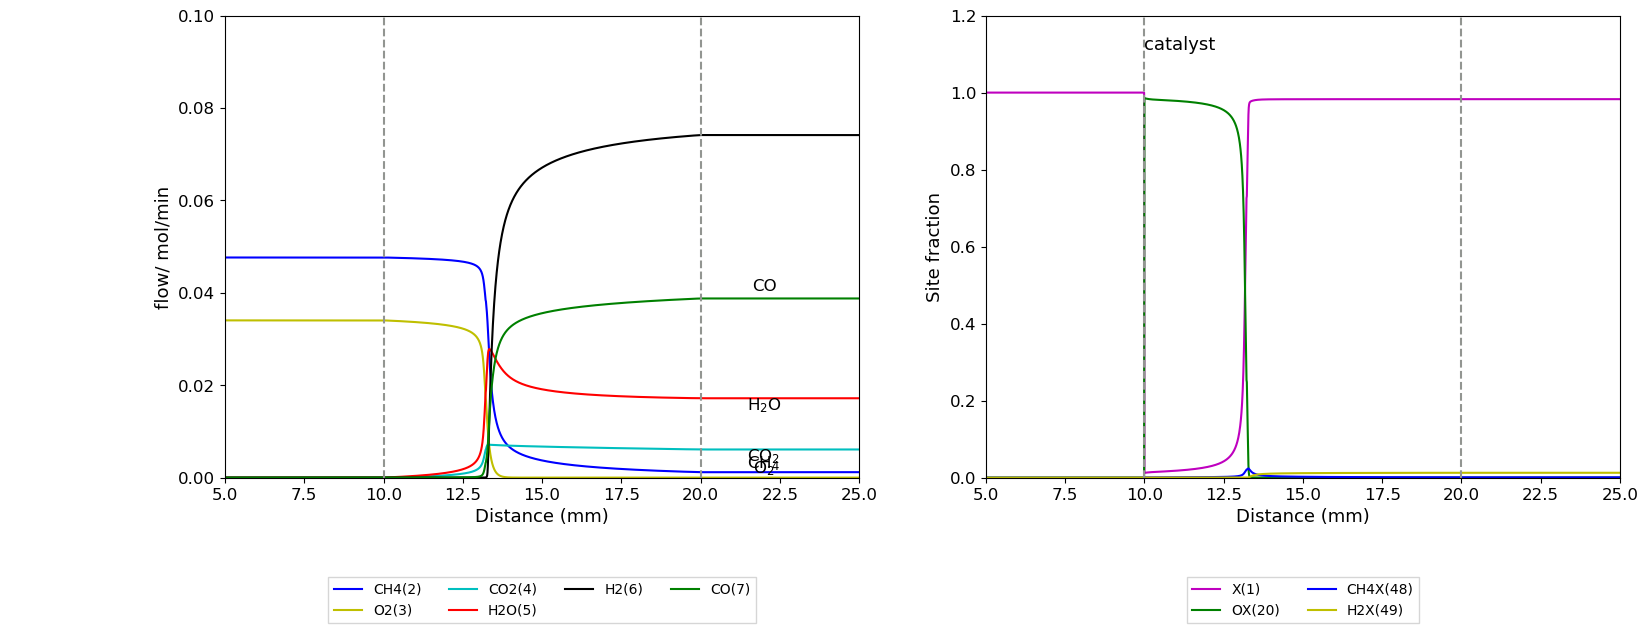 0.10
0.08
0.06
0.04
0.02
0.00
flow/ mol/min
CO
H₂O
CO₂
CH₄
O₂
5.0 7.5 10.0 12.5 15.0 17.5 20.0 22.5 25.0
Distance (mm)
CH4(2) CO2(4) H2(6) CO(7)
O2(3) H2O(5)
1.2
1.0
0.8
0.6
0.4
0.2
0.0
Site fraction
catalyst
5.0 7.5 10.0 12.5 15.0 17.5 20.0 22.5 25.0
Distance (mm)
X(1) CH4X(48)
OX(20) H2X(49)